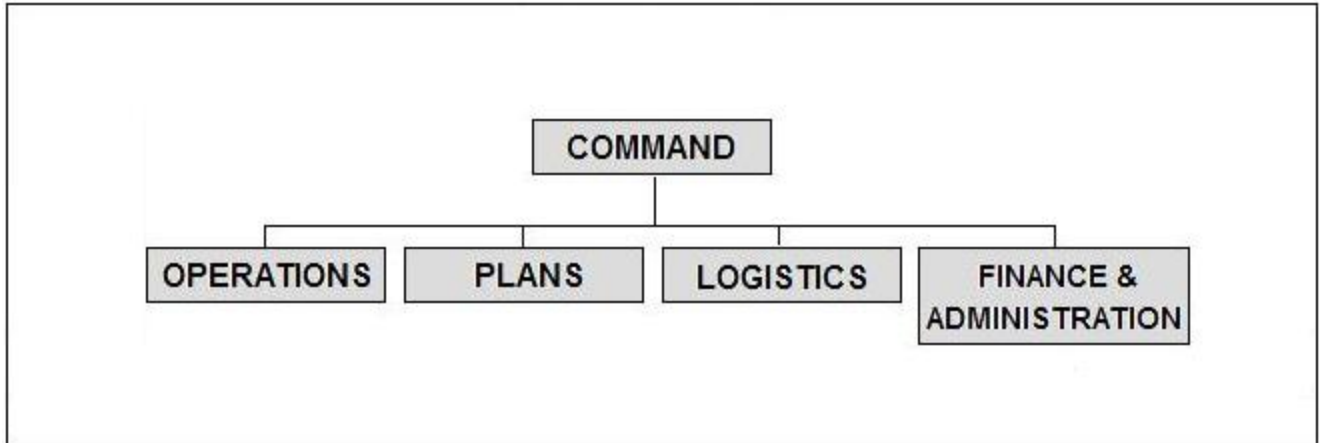 COMMAND
OPERATIONS
PLANS
LOGISTICS
FINANCE &
ADMINISTRATION